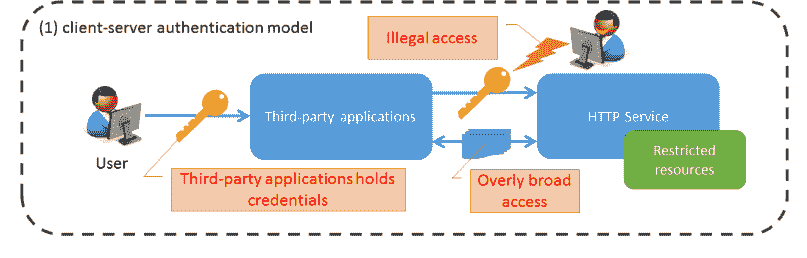 (1) client-server authentication model
Illegal access
Third-party applications
HTTP Service
User
Restricted
resources
Third-party applications holds
credentials
Overly broad
access